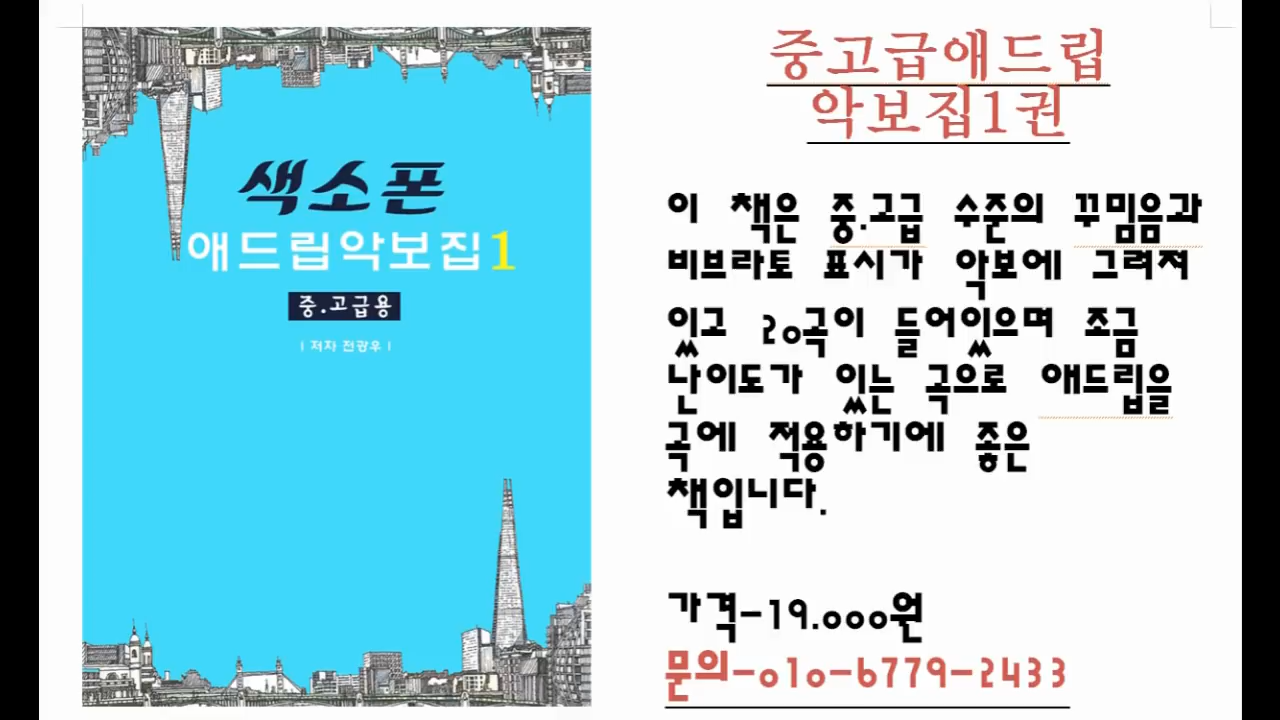 색소폰
애드립악보집1
중.고급용
| 저자 전광우 |
중고급애드립
악보집1권
이 책은 중.고급 수준의 꾸밈음과
비브라토 표시가 악보에 그려져
있고 20곡이 들어있으며 조금
난이도가 있는 곡으로 애드립을
곡에 적용하기에 좋은
책입니다.
가격-19.000원
문의-010-6779-2433